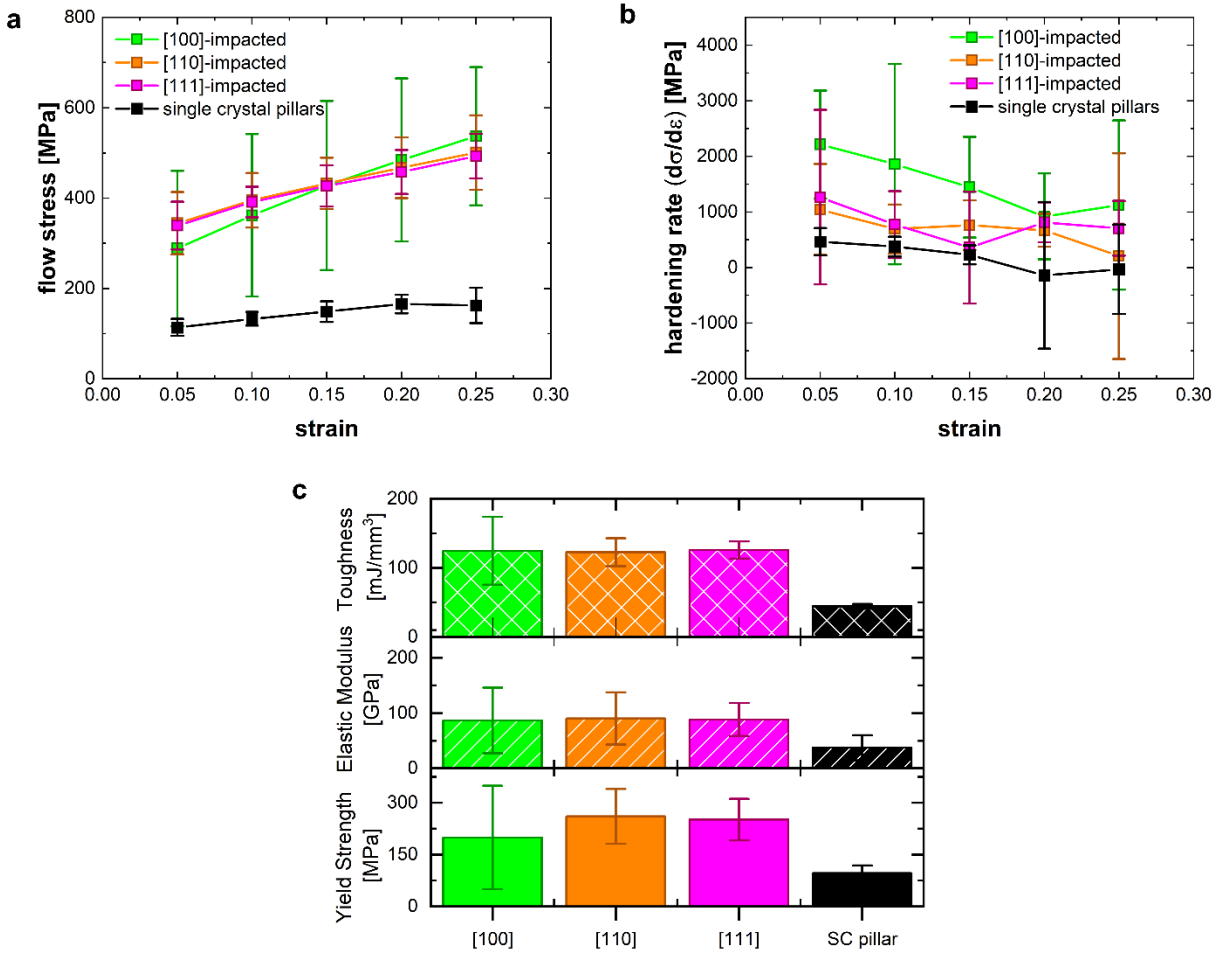 a
800
600
400
200
0
flow stress [MPa]
[100]-impacted
[110]-impacted
[111]-impacted
single crystal pillars
0.00 0.05 0.10 0.15 0.20 0.25 0.30
strain
b
4000
3000
2000
1000
0
-1000
-2000
hardening rate (dσ/dε) [MPa]
[100]-impacted
[110]-impacted
[111]-impacted
single crystal pillars
0.00 0.05 0.10 0.15 0.20 0.25 0.30
strain
c
200
100
0
Toughness
[mJ/mm³]
200
100
0
Elastic Modulus
[GPa]
300
150
0
Yield Strength
[MPa]
[100] [110] [111] SC pillar